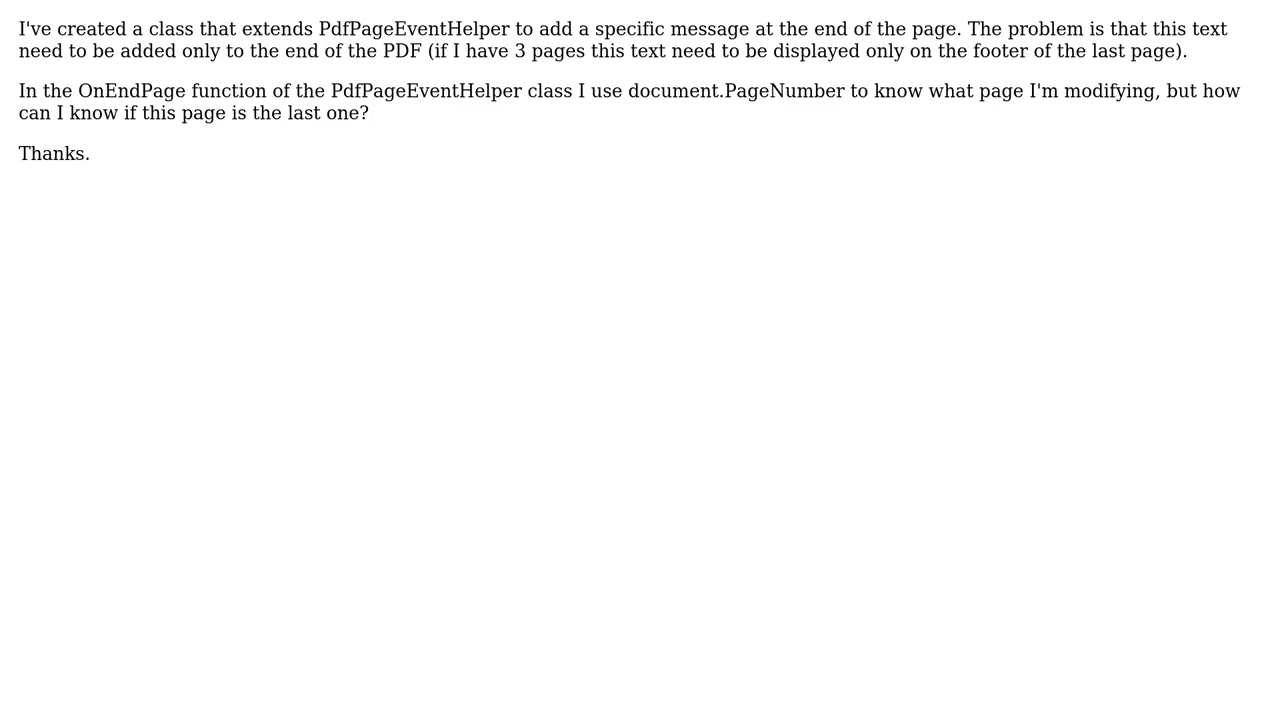 I've created a class that extends PdfPageEventHelper to add a specific message at the end of the page. The problem is that this text
need to be added only to the end of the PDF (if I have 3 pages this text need to be displayed only on the footer of the last page).
In the OnEndPage function of the PdfPageEventHelper class I use document.PageNumber to know what page I'm modifying, but how
can I know if this page is the last one?
Thanks.